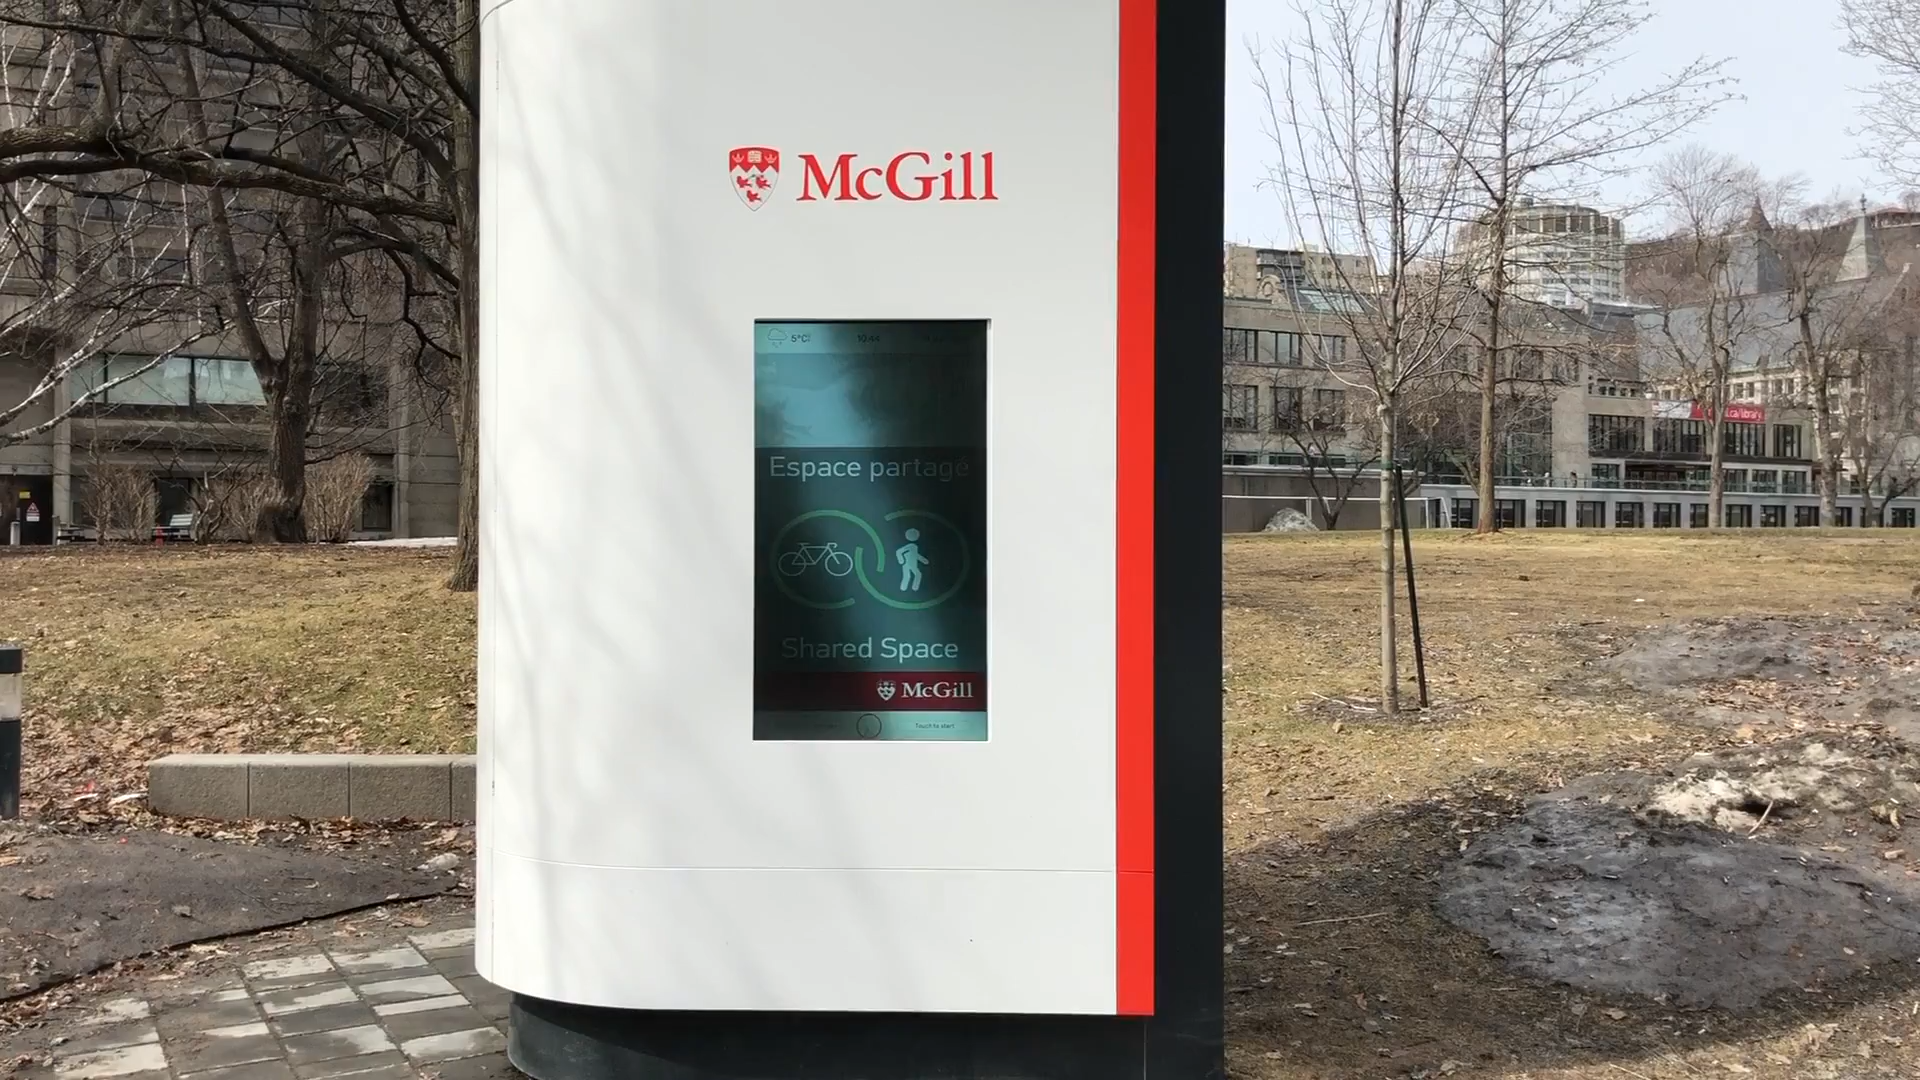 McGill
5°C
10:44
Espace partagé
Shared Space
McGill
Touch to start